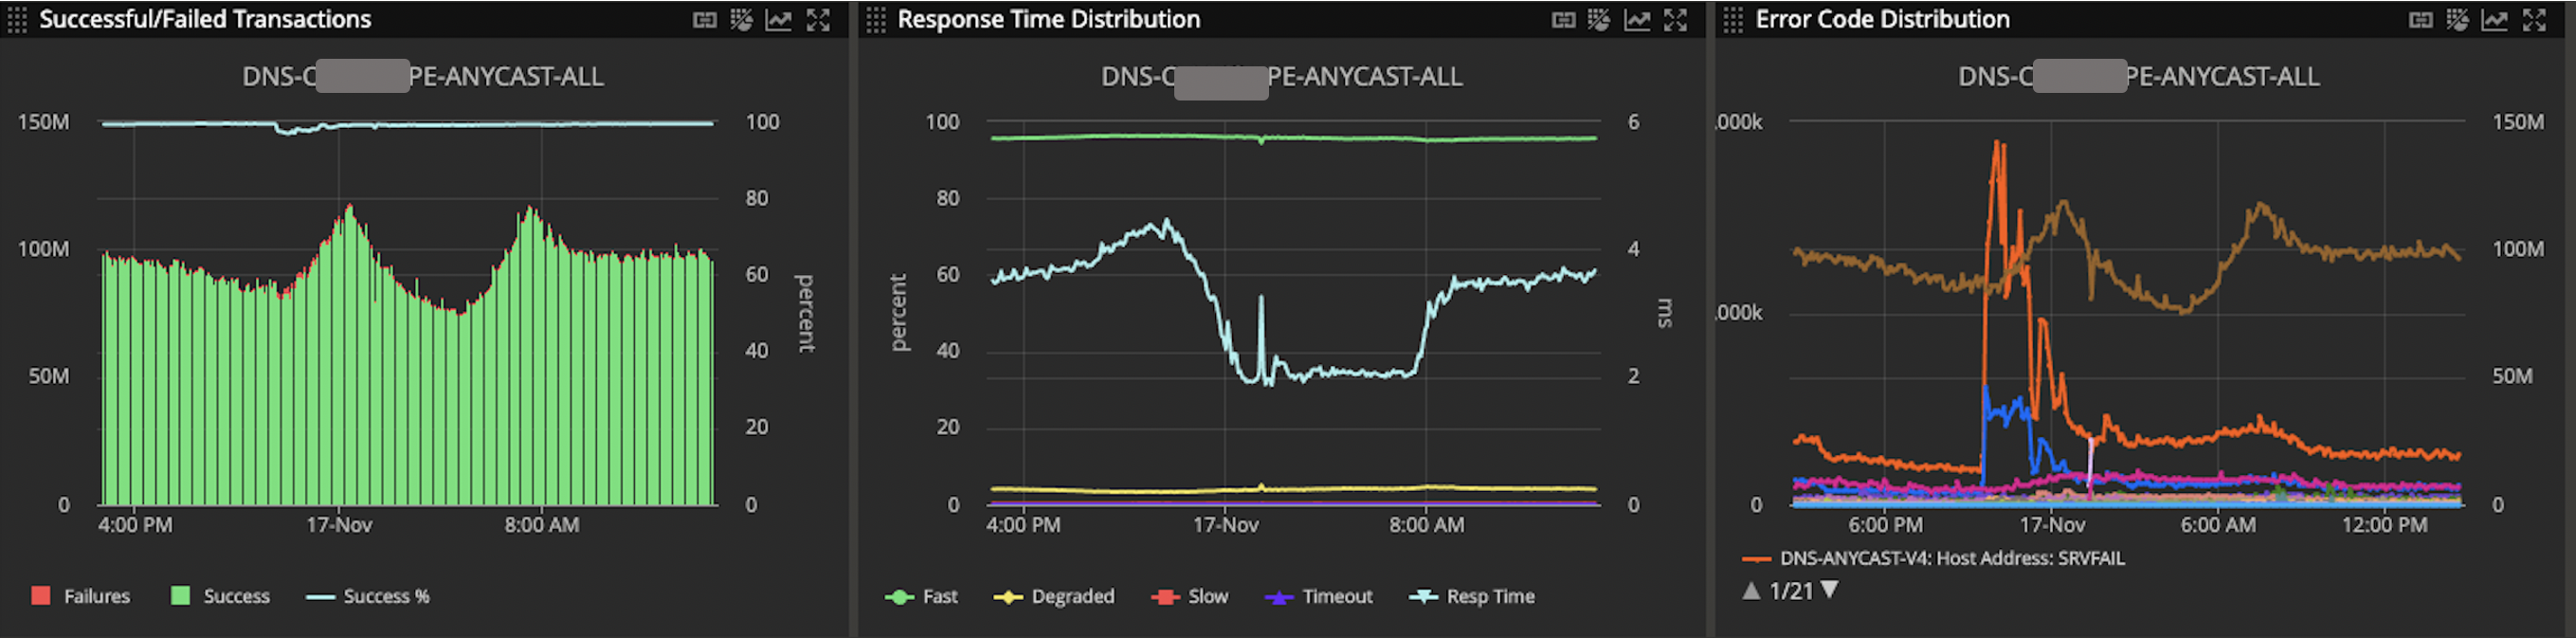 Successful/Failed Transactions
DNS-C PE-ANYCAST-ALL
150M
100M
50M
0
100
80
60
40
20
0
percent
4:00 PM 17-Nov 8:00 AM
Failures Success Success %
Response Time Distribution
DNS-C PE-ANYCAST-ALL
100
80
60
40
20
0
percent
6
4
2
0
ms
4:00 PM 17-Nov 8:00 AM
Fast Degraded Slow Timeout Resp Time
Error Code Distribution
DNS-C PE-ANYCAST-ALL
000k
000k
0
150M
100M
50M
0
6:00 PM 17-Nov 6:00 AM 12:00 PM
DNS-ANYCAST-V4: Host Address: SRVFAIL
1/21